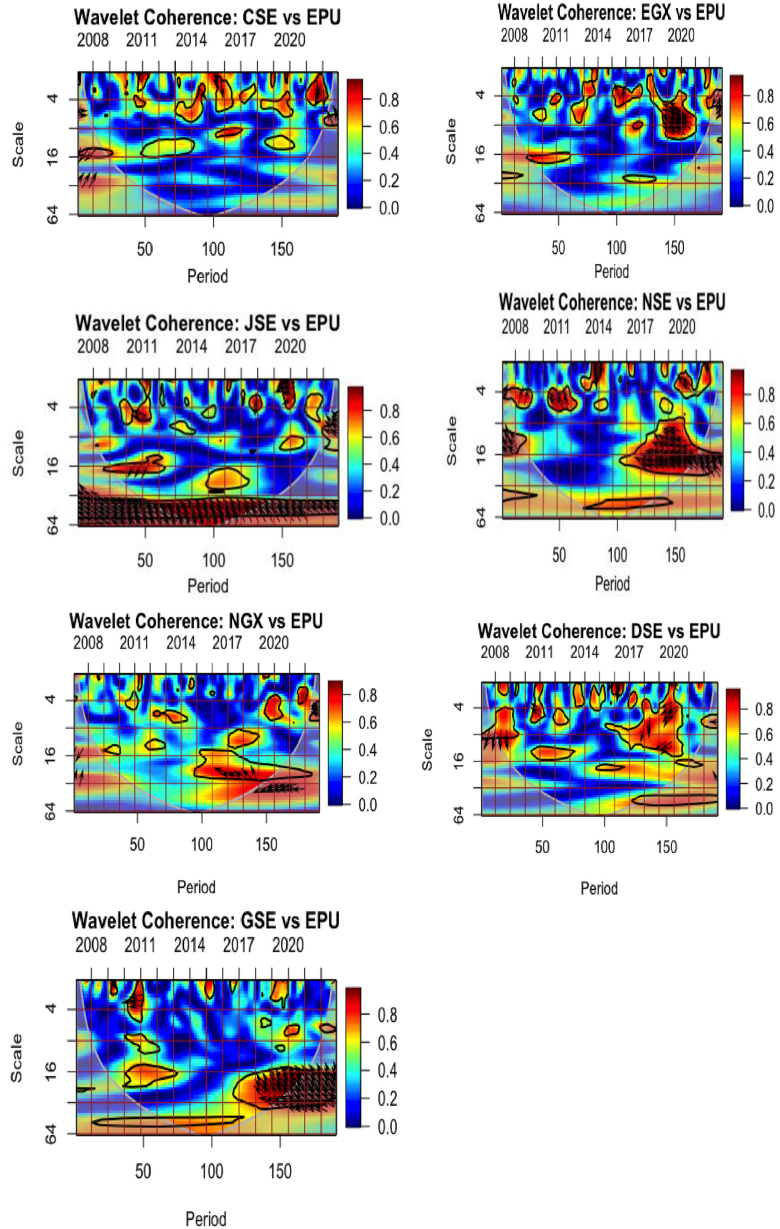 Wavelet Coherence: CSE vs EPU
2008 2011 2014 2017 2020
Scale
4
16
64
50 100 150
Period
0.8
0.6
0.4
0.2
0.0
Wavelet Coherence: EGX vs EPU
2008 2011 2014 2017 2020
Scale
4
16
64
50 100 150
Period
0.8
0.6
0.4
0.2
0.0
Wavelet Coherence: JSE vs EPU
2008 2011 2014 2017 2020
Scale
4
16
64
50 100 150
Period
0.8
0.6
0.4
0.2
0.0
Wavelet Coherence: NSE vs EPU
2008 2011 2014 2017 2020
Scale
4
16
64
50 100 150
Period
0.8
0.6
0.4
0.2
0.0
Wavelet Coherence: NGX vs EPU
2008 2011 2014 2017 2020
Scale
4
16
64
50 100 150
Period
0.8
0.6
0.4
0.2
0.0
Wavelet Coherence: DSE vs EPU
2008 2011 2014 2017 2020
Scale
4
16
64
50 100 150
Period
0.8
0.6
0.4
0.2
0.0
Wavelet Coherence: GSE vs EPU
2008 2011 2014 2017 2020
Scale
4
16
64
50 100 150
Period
0.8
0.6
0.4
0.2
0.0